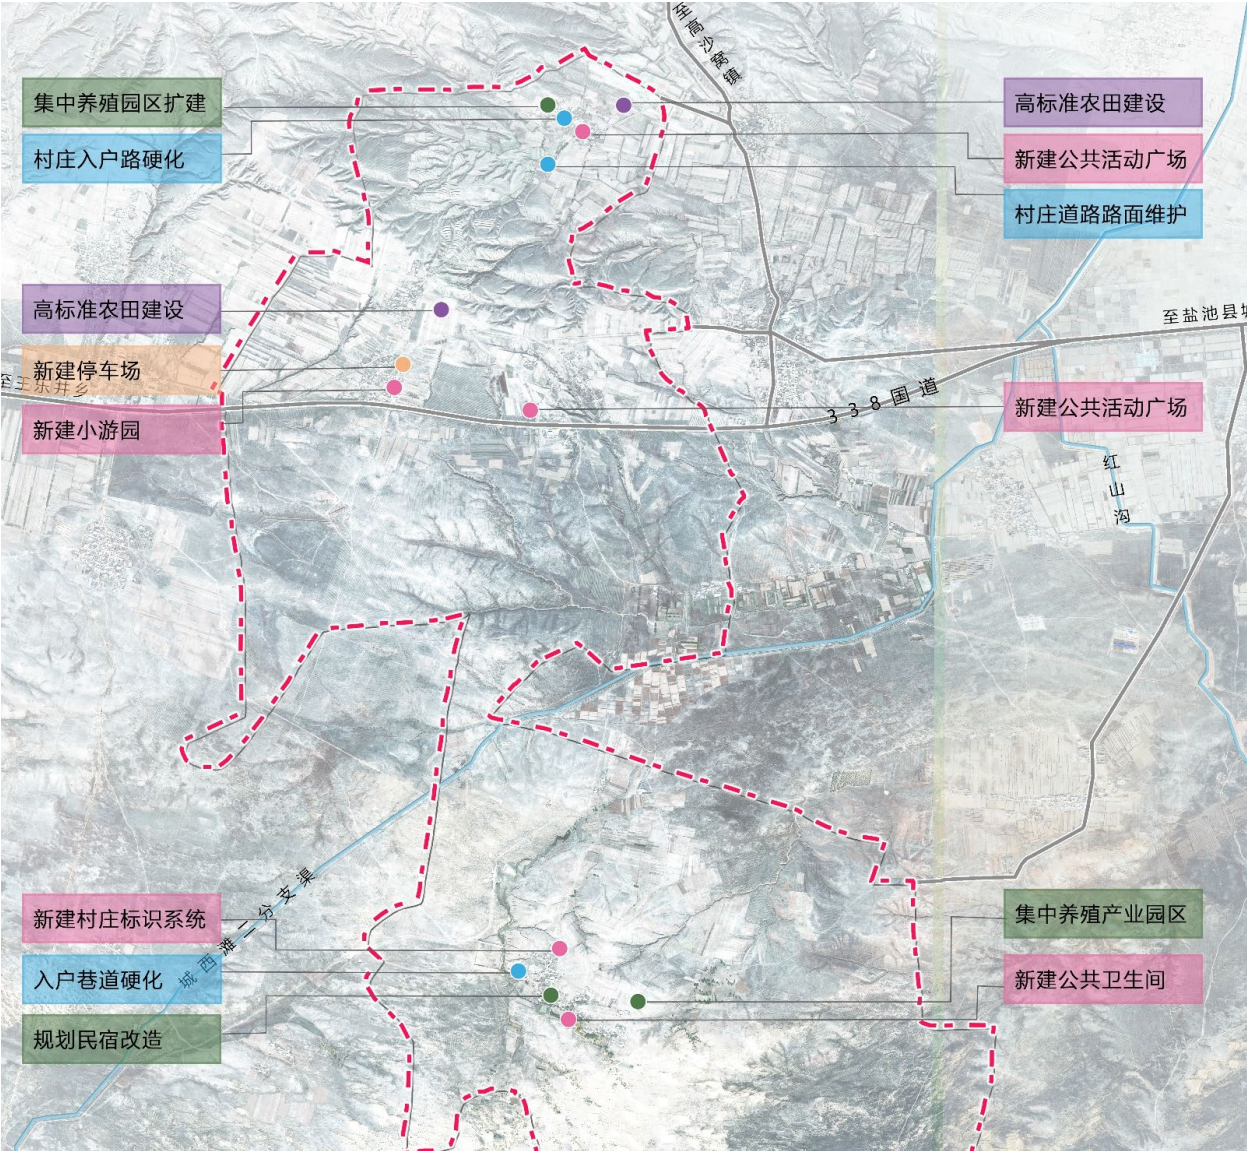 至高沙窝镇
集中养殖园区扩建
高标准农田建设
村庄入户路硬化
新建公共活动广场
村庄道路路面维护
高标准农田建设
至盐池县城
新建停车场
至王乐井乡
338国道
新建公共活动广场
新建小游园
红山沟
城西滩二分支渠
新建村庄标识系统
集中养殖产业园区
入户巷道硬化
新建公共卫生间
规划民宿改造